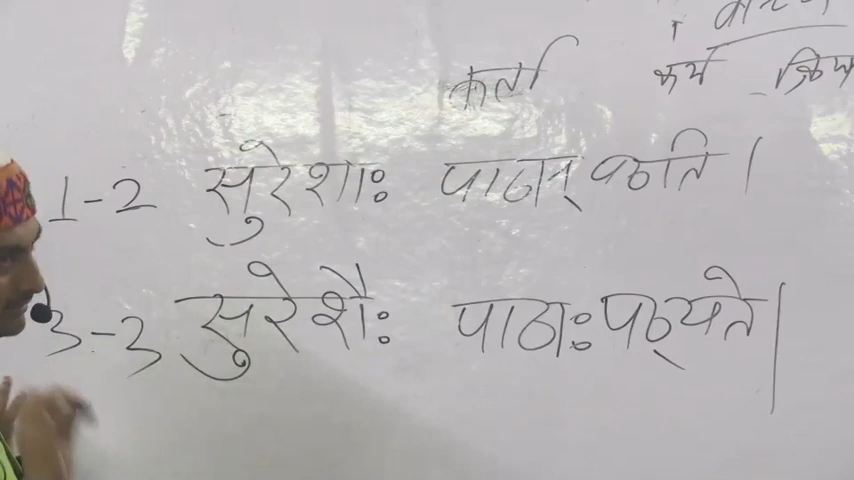 कर्ता कर्म क्रिया
1-2 सुरेशाः पाठान् पठति ।
3-3 सुरेशैः पाठाः पठ्यते ।